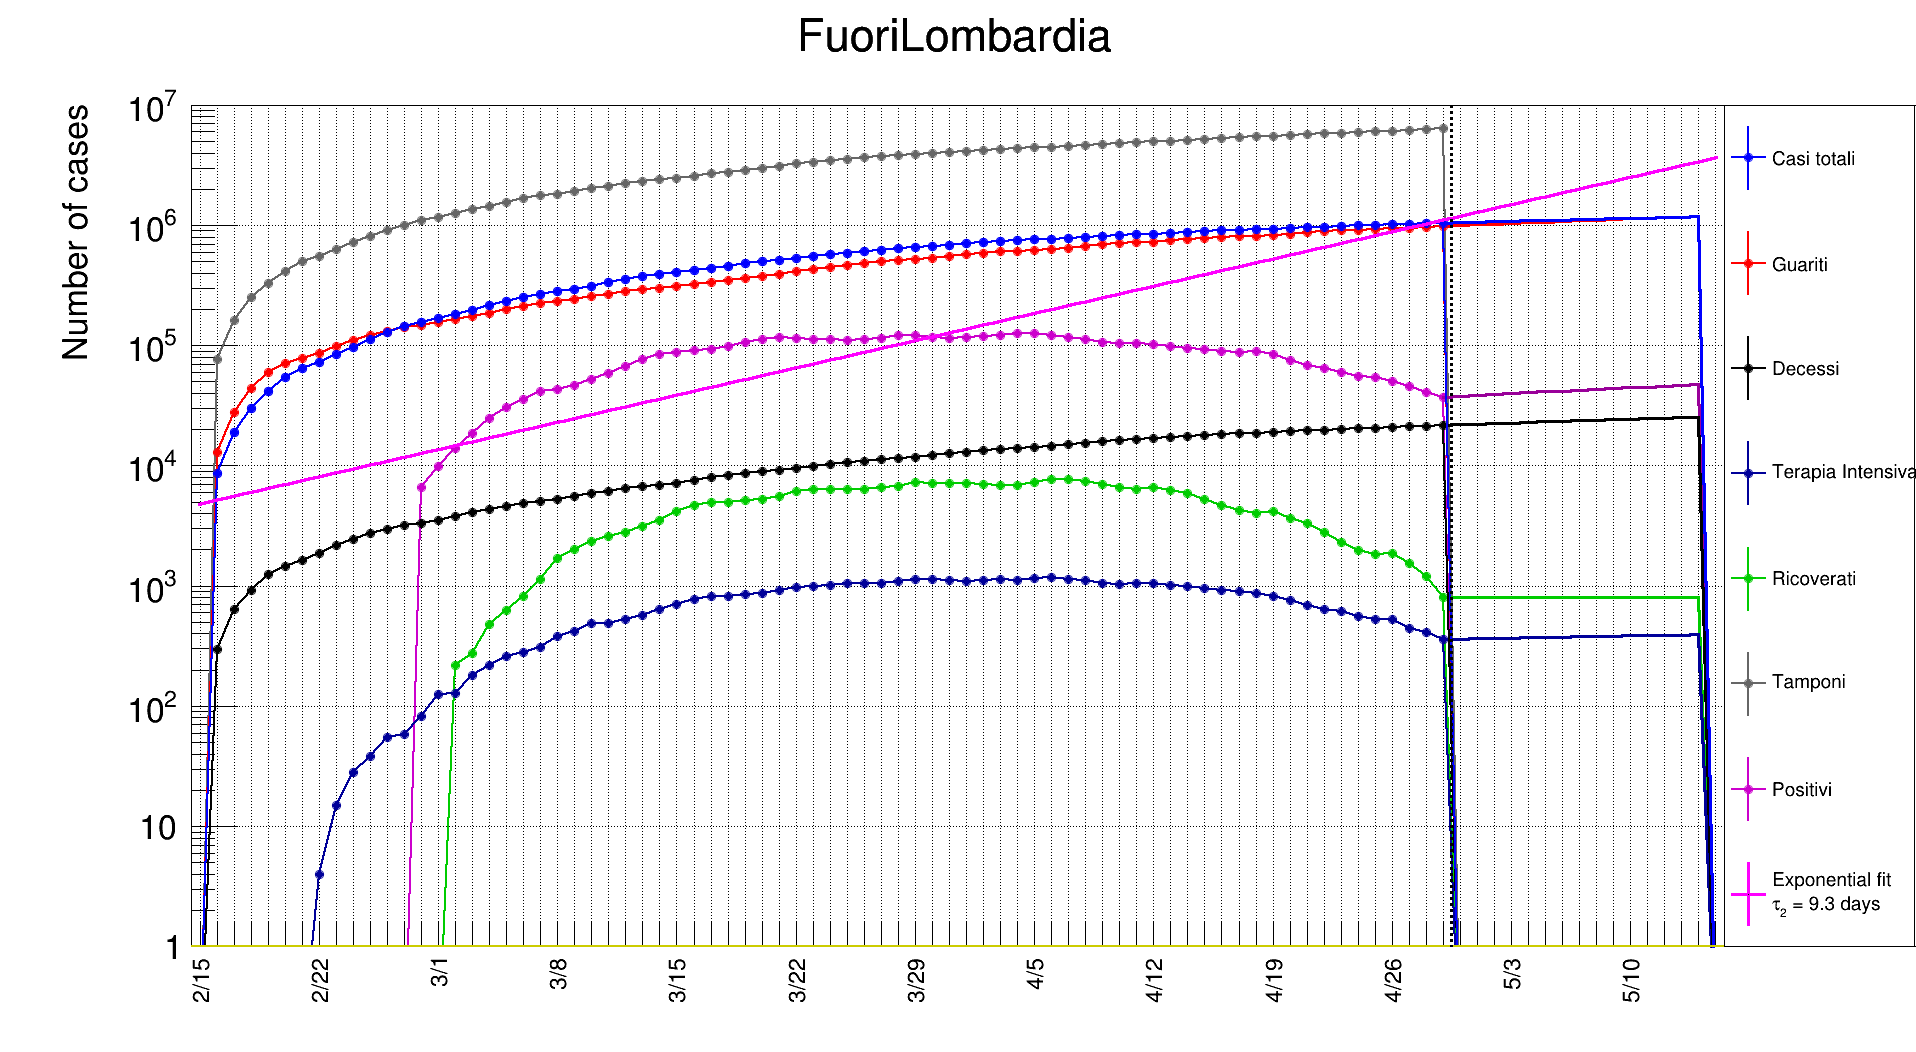 FuoriLombardia
Number of cases
10^7
10^6
10^5
10^4
10^3
10^2
10
1
2/15
2/22
3/1
3/8
3/15
3/22
3/29
4/5
4/12
4/19
4/26
5/3
5/10
Casi totali
Guariti
Decessi
Terapia Intensiva
Ricoverati
Tamponi
Positivi
Exponential fit
τ_2 = 9.3 days